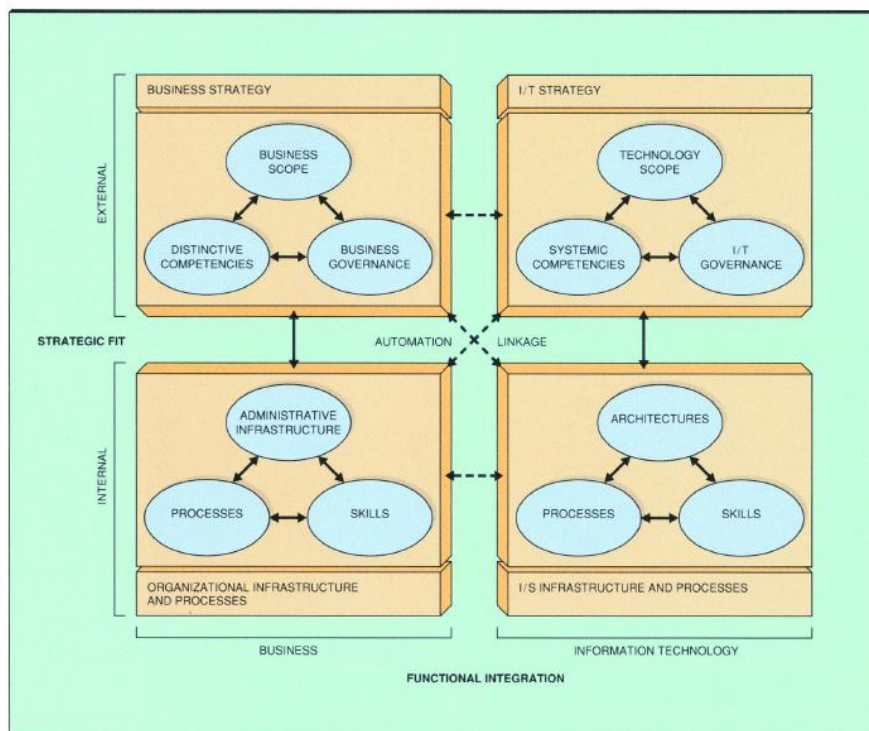 BUSINESS STRATEGY
I/T STRATEGY
EXTERNAL
BUSINESS
SCOPE
DISTINCTIVE
COMPETENCIES
BUSINESS
GOVERNANCE
TECHNOLOGY
SCOPE
SYSTEMIC
COMPETENCIES
I/T
GOVERNANCE
STRATEGIC FIT
AUTOMATION
LINKAGE
INTERNAL
ADMINISTRATIVE
INFRASTRUCTURE
PROCESSES
SKILLS
ARCHITECTURES
PROCESSES
SKILLS
ORGANIZATIONAL INFRASTRUCTURE
AND PROCESSES
I/S INFRASTRUCTURE AND PROCESSES
BUSINESS
INFORMATION TECHNOLOGY
FUNCTIONAL INTEGRATION